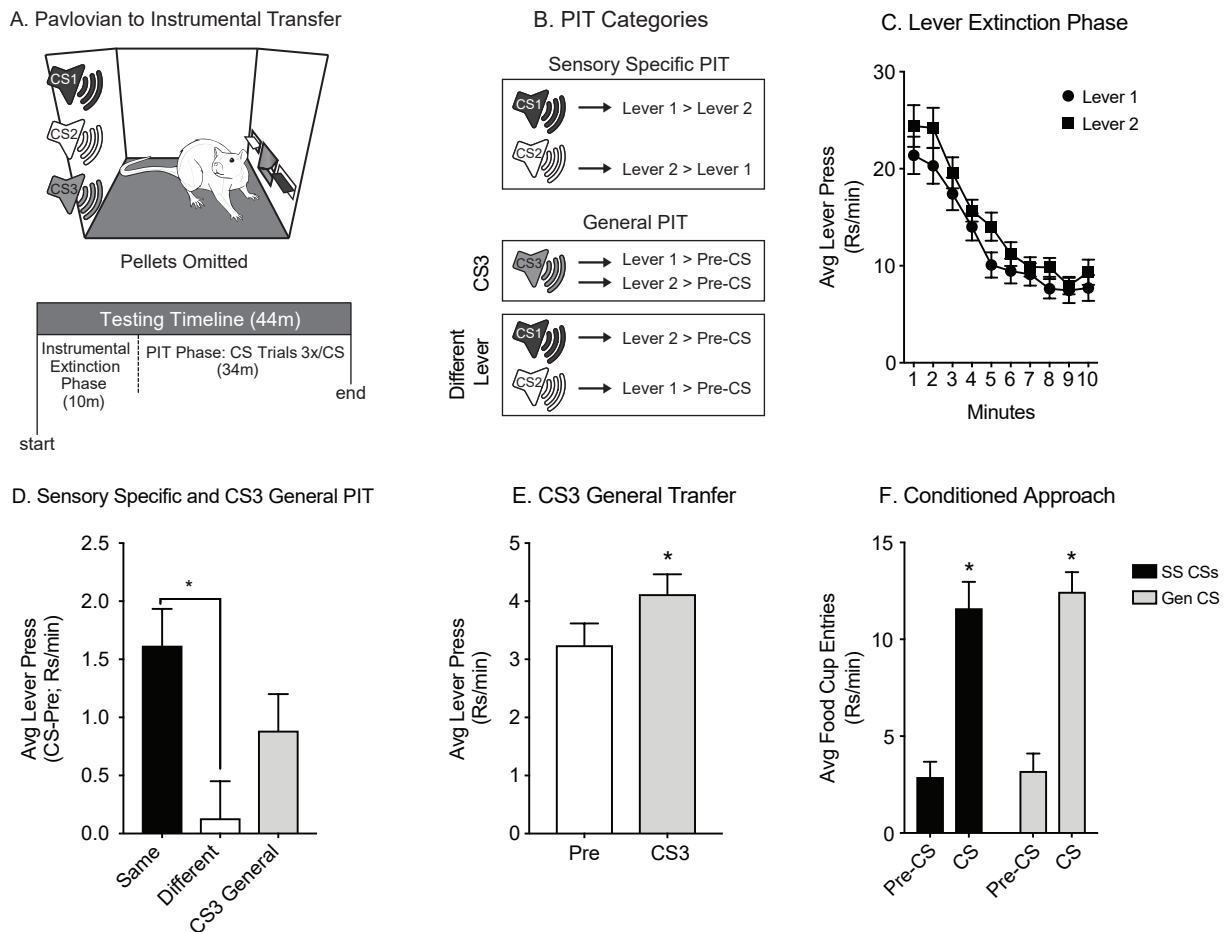 A. Pavlovian to Instrumental Transfer
CS1
CS2
CS3
Pellets Omitted
Testing Timeline (44m)
Instrumental
Extinction
Phase
(10m)
PIT Phase: CS Trials 3x/CS
(34m)
start
end
B. PIT Categories
Sensory Specific PIT
CS1
Lever 1 > Lever 2
CS2
Lever 2 > Lever 1
General PIT
CS3
CS3
Lever 1 > Pre-CS
Lever 2 > Pre-CS
Different
Lever
CS1
Lever 2 > Pre-CS
CS2
Lever 1 > Pre-CS
C. Lever Extinction Phase
Avg Lever Press
(Rs/min)
30
20
10
0
Lever 1
Lever 2
1 2 3 4 5 6 7 8 9 10
Minutes
D. Sensory Specific and CS3 General PIT
Avg Lever Press
(CS-Pre; Rs/min)
2.5
2.0
1.5
1.0
0.5
0.0
*
Same
Different
CS3 General
E. CS3 General Tranfer
Avg Lever Press
(Rs/min)
5
4
3
2
1
0
*
Pre
CS3
F. Conditioned Approach
Avg Food Cup Entries
(Rs/min)
15
10
5
0
*
*
Pre-CS
CS
Pre-CS
CS
SS CSs
Gen CS